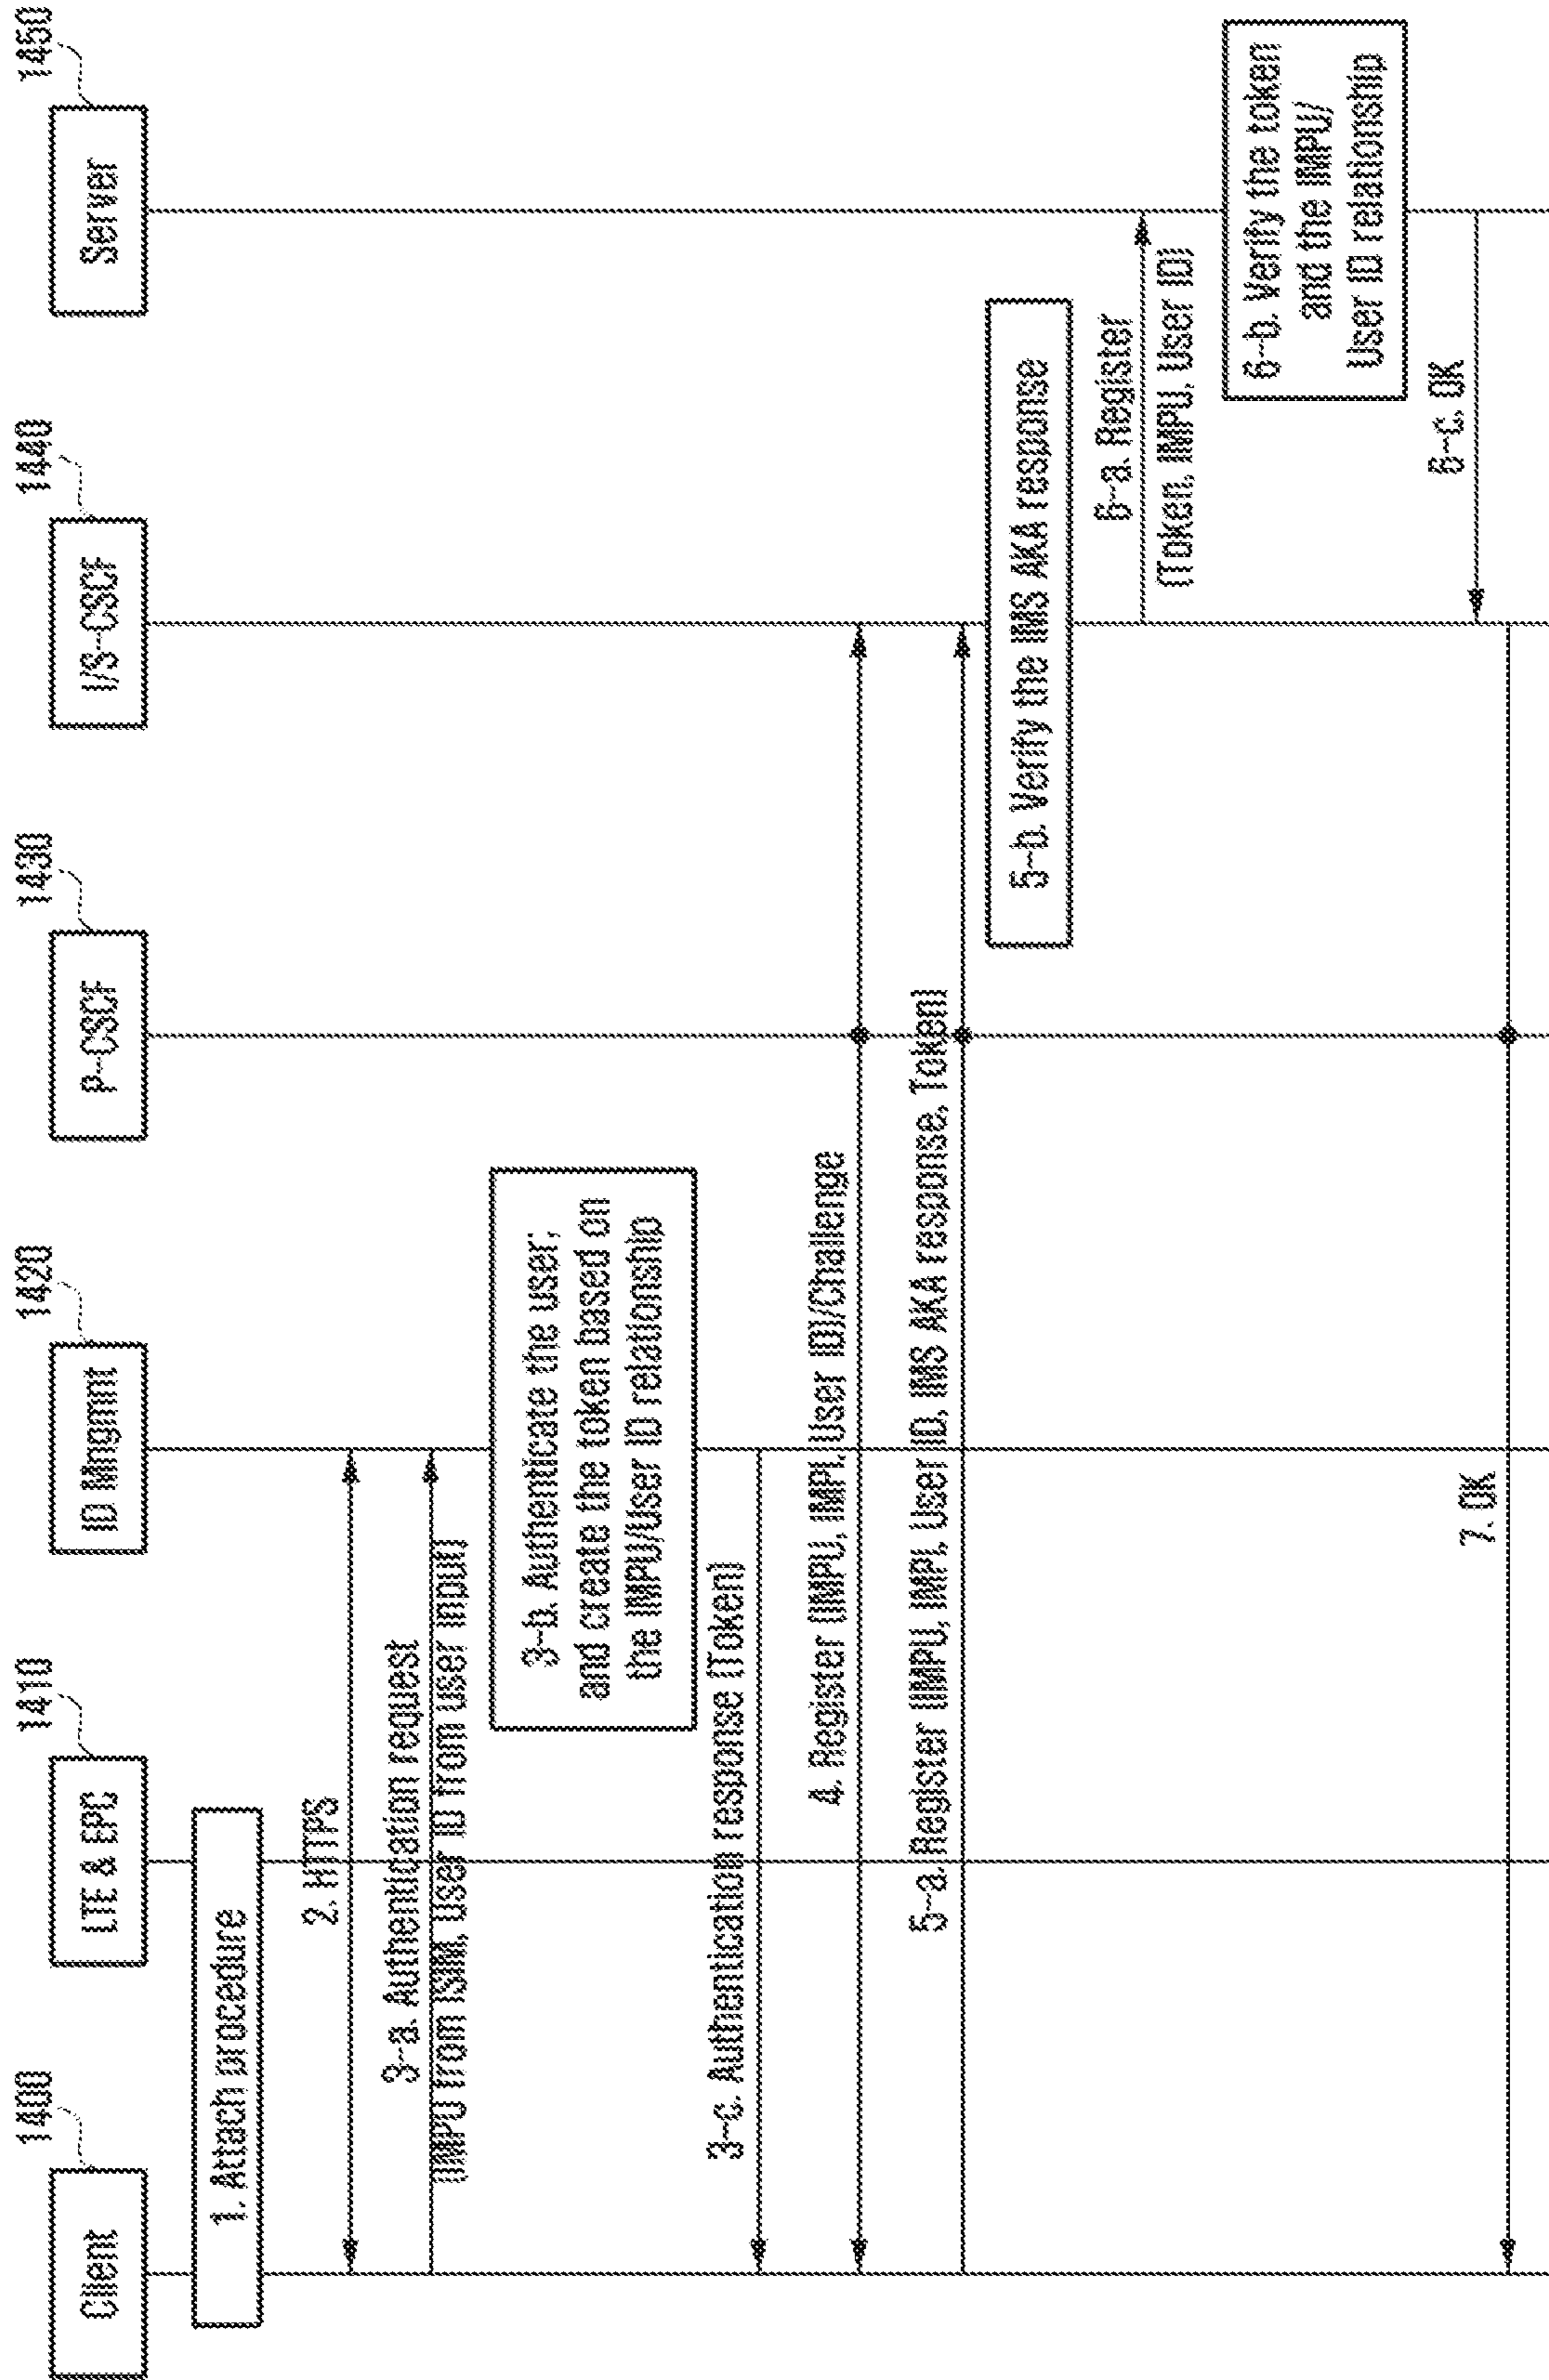 1400
1410
1420
1430
1440
1450
Client
LTE & EPC
ID Mngmnt
P-CSCF
I/S-CSCF
Server
1. Attach procedure
2. HTTPS
3-a. Authentication request
(IMPU from ISIM, User ID from user input)
3-b. Authenticate the user,
and create the token based on
the IMPU/User ID relationship
3-c. Authentication response (Token)
4. Register (IMPU, IMPI, User ID)/Challenge
5-a. Register (IMPU, IMPI, User ID, IMS AKA response, Token)
5-b. Verify the IMS AKA response
6-a. Register
(Token, IMPU, User ID)
6-b. Verify the token
and the IMPU/
User ID relationship
6-c. OK
7. OK